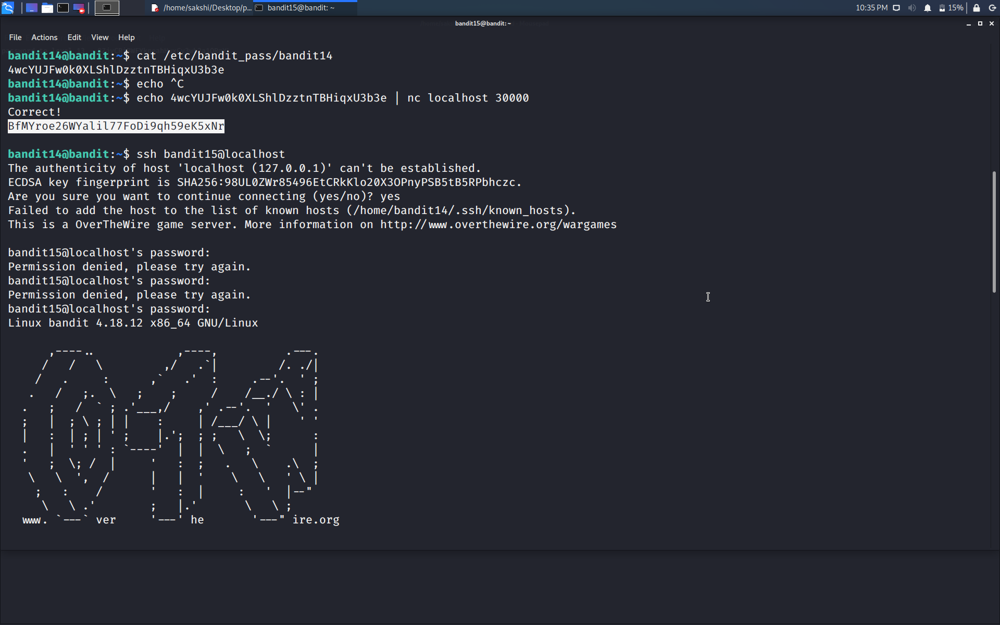 /home/sakshi/Desktop/p... bandit15@bandit: ~ 10:35 PM 15%
bandit15@bandit: ~
File Actions Edit View Help
bandit14@bandit:~$ cat /etc/bandit_pass/bandit14
4wcYUJFw0k0XLShlDzztnTBHiqxU3b3e
bandit14@bandit:~$ echo ^C
bandit14@bandit:~$ echo 4wcYUJFw0k0XLShlDzztnTBHiqxU3b3e | nc localhost 30000
Correct!
BfMYroe26WYalil77FoDi9qh59eK5xNr

bandit14@bandit:~$ ssh bandit15@localhost
The authenticity of host 'localhost (127.0.0.1)' can't be established.
ECDSA key fingerprint is SHA256:98UL0ZWr85496EtCRkKlo20X3OPnyPSB5tB5RPbhczc.
Are you sure you want to continue connecting (yes/no)? yes
Failed to add the host to the list of known hosts (/home/bandit14/.ssh/known_hosts).
This is a OverTheWire game server. More information on http://www.overthewire.org/wargames

bandit15@localhost's password:
Permission denied, please try again.
bandit15@localhost's password:
Permission denied, please try again.
bandit15@localhost's password:
Linux bandit 4.18.12 x86_64 GNU/Linux

www. ver he ire.org